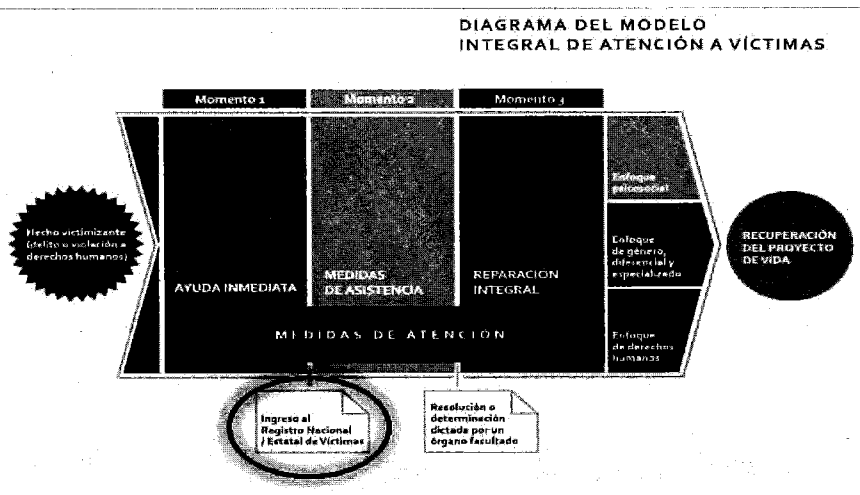 DIAGRAMA DEL MODELO
INTEGRAL DE ATENCIÓN A VÍCTIMAS
Momento 1
Momento 2
Momento 3
Hecho victimizante
(delito o violación a
derechos humanos)
AYUDA INMEDIATA
MEDIDAS
DE ASISTENCIA
REPARACION
INTEGRAL
MEDIDAS DE ATENCIÓN
Enfoque
psicosocial
Enfoque
de género,
diferencial y
especializado
Enfoque
de derechos
humanos
RECUPERACIÓN
DEL PROYECTO
DE VIDA
Ingreso al
Registro Nacional
/ Estatal de Víctimas
Resolución o
determinación
dictada por un
órgano facultado